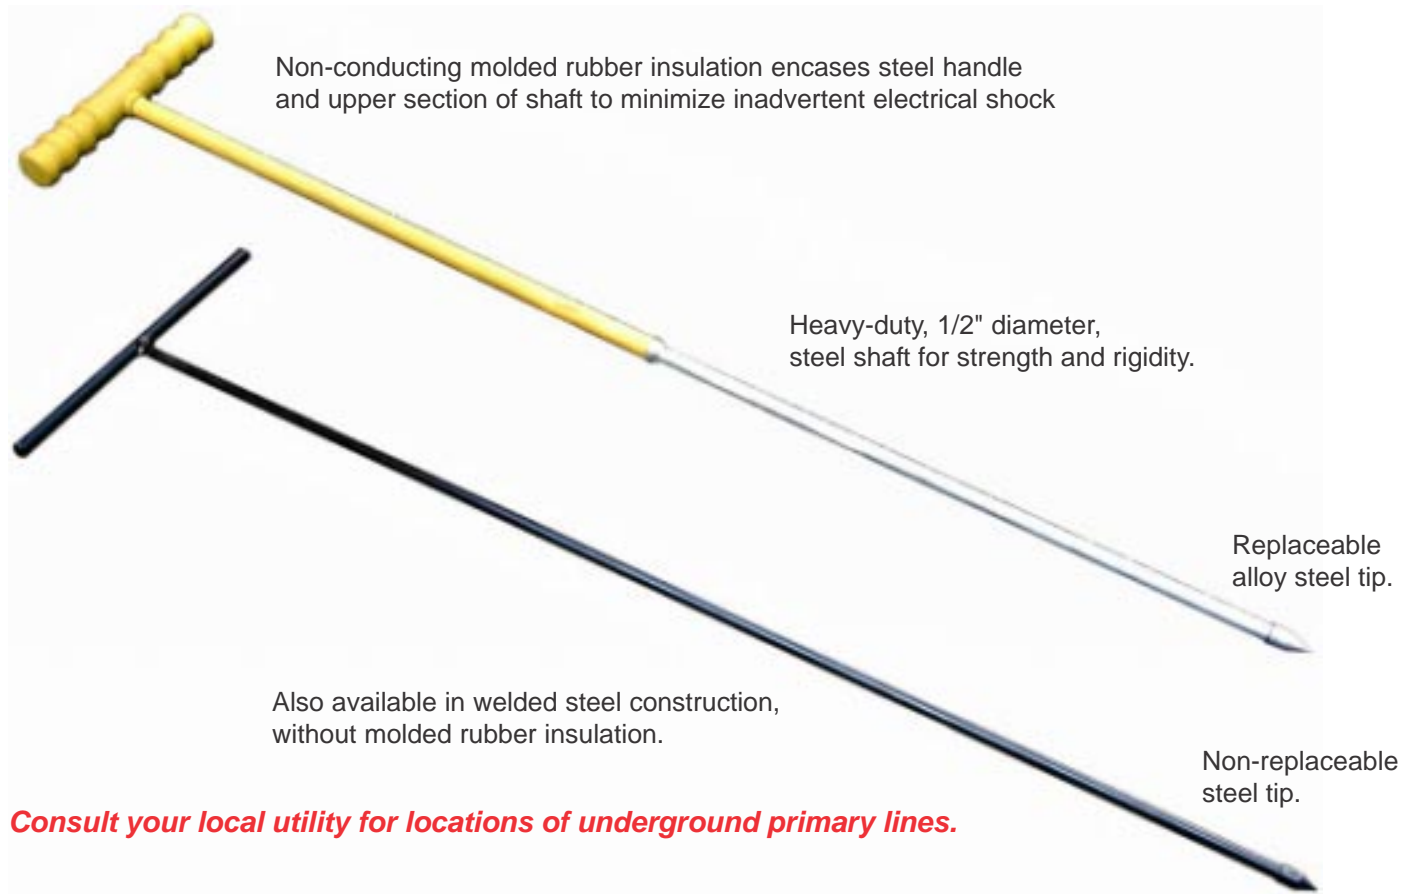 Non-conducting molded rubber insulation encases steel handle
and upper section of shaft to minimize inadvertent electrical shock
Heavy-duty, 1/2" diameter,
steel shaft for strength and rigidity.
Replaceable
alloy steel tip.
Also available in welded steel construction,
without molded rubber insulation.
Non-replaceable
steel tip.
Consult your local utility for locations of underground primary lines.